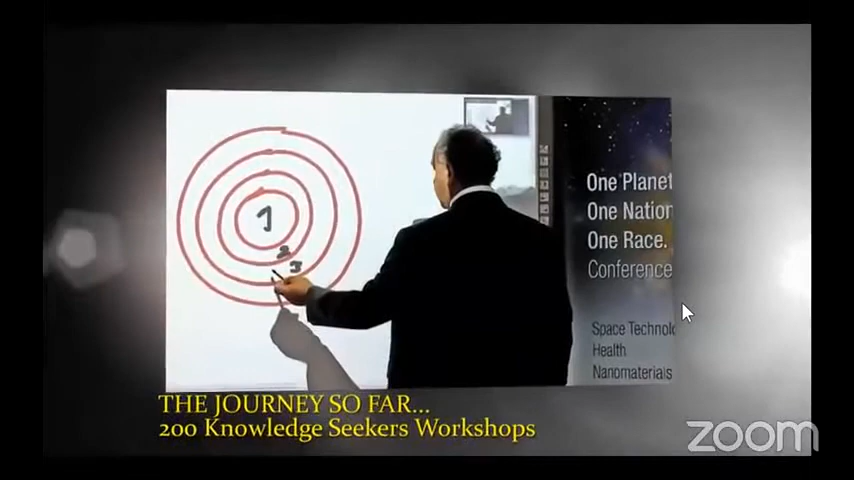 1
2
3
One Planet
One Nation
One Race.
Conference
Space Technolo
Health
Nanomaterials
THE JOURNEY SO FAR...
200 Knowledge Seekers Workshops
zoom